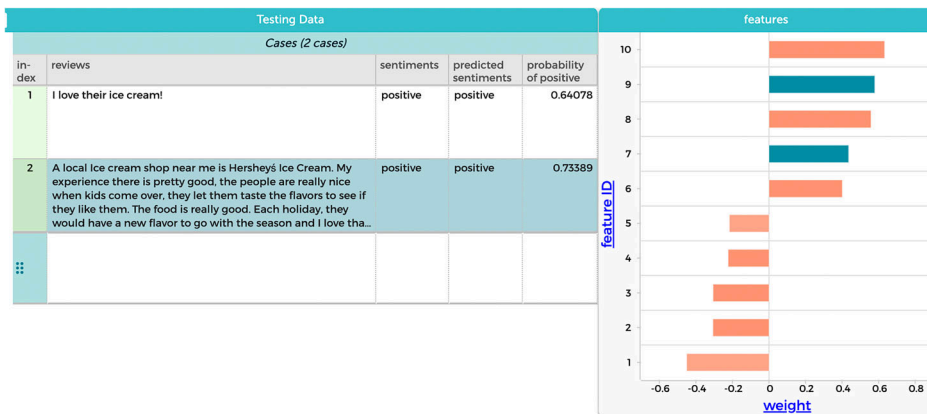 Testing Data
Cases (2 cases)
in-
dex
reviews
sentiments
predicted
sentiments
probability
of positive
1
I love their ice cream!
positive
positive
0.64078
2
A local Ice cream shop near me is Hersheyś Ice Cream. My
experience there is pretty good, the people are really nice
when kids come over, they let them taste the flavors to see if
they like them. The food is really good. Each holiday, they
would have a new flavor to go with the season and I love tha...
positive
positive
0.73389
features
feature ID
10
9
8
7
6
5
4
3
2
1
-0.6
-0.4
-0.2
0
0.2
0.4
0.6
0.8
weight